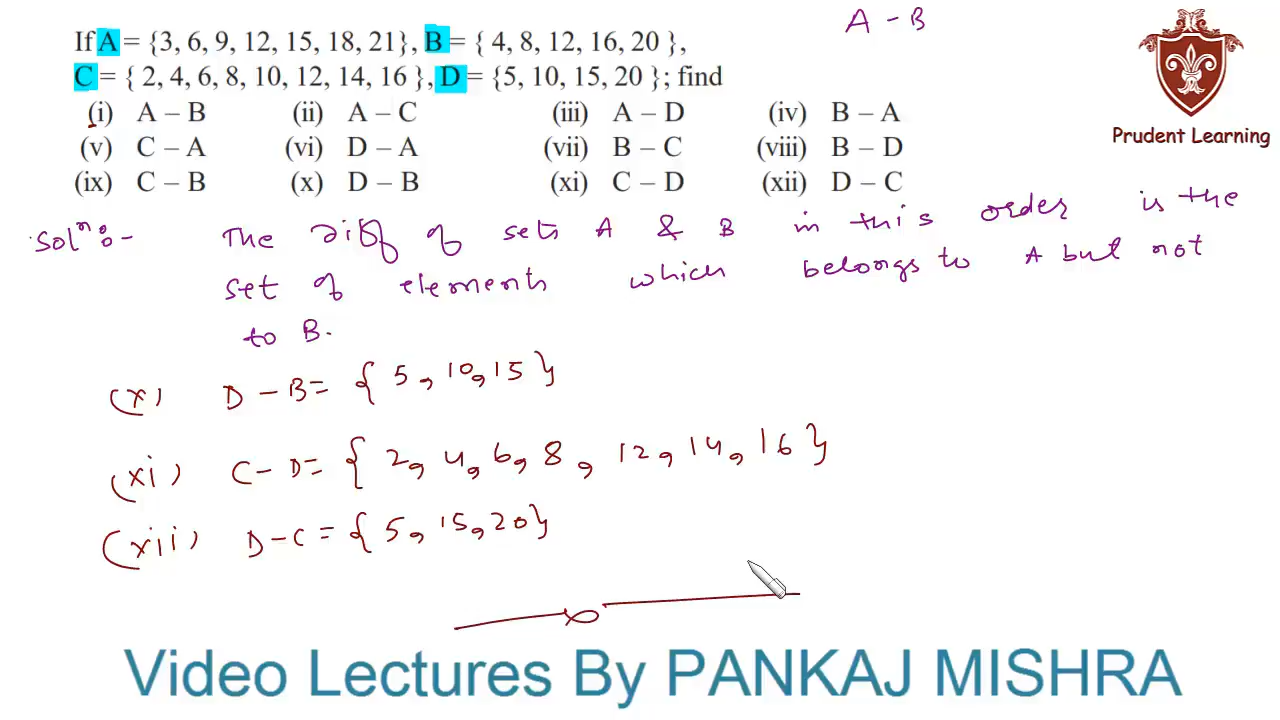 If A = {3, 6, 9, 12, 15, 18, 21}, B = { 4, 8, 12, 16, 20 },
C = { 2, 4, 6, 8, 10, 12, 14, 16 }, D = {5, 10, 15, 20 }; find
(i) A – B (ii) A – C (iii) A – D (iv) B – A
(v) C – A (vi) D – A (vii) B – C (viii) B – D
(ix) C – B (x) D – B (xi) C – D (xii) D – C
A - B
Prudent Learning
Solⁿ:- The Diff of sets A & B in this order is the
set of elements which belongs to A but not
to B.
(x) D - B = { 5, 10, 15 }
(xi) C - D = { 2, 4, 6, 8, 12, 14, 16 }
(xii) D - C = { 5, 15, 20 }
Video Lectures By PANKAJ MISHRA